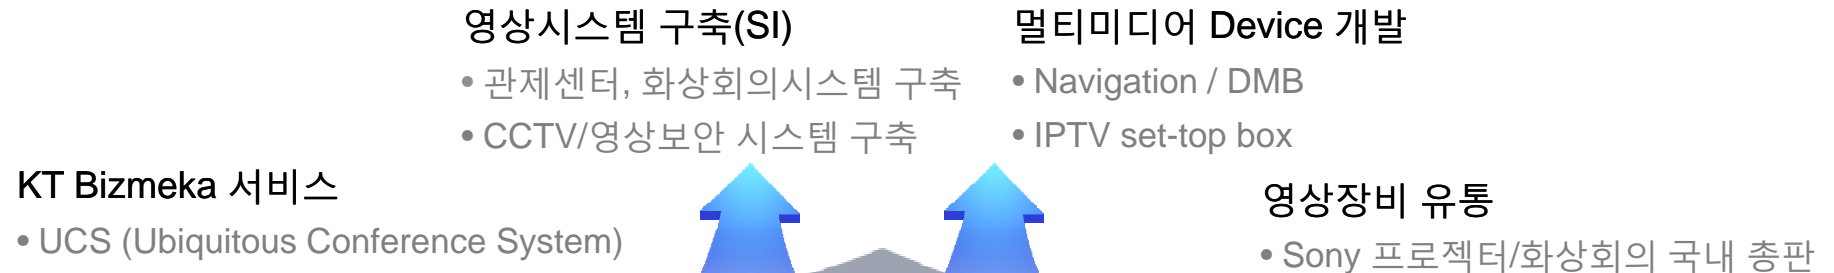 영상시스템 구축(SI)
• 관제센터, 화상회의시스템 구축
• CCTV/영상보안 시스템 구축
멀티미디어 Device 개발
• Navigation / DMB
• IPTV set-top box
KT Bizmeka 서비스
• UCS (Ubiquitous Conference System)
영상장비 유통
• Sony 프로젝터/화상회의 국내 총판